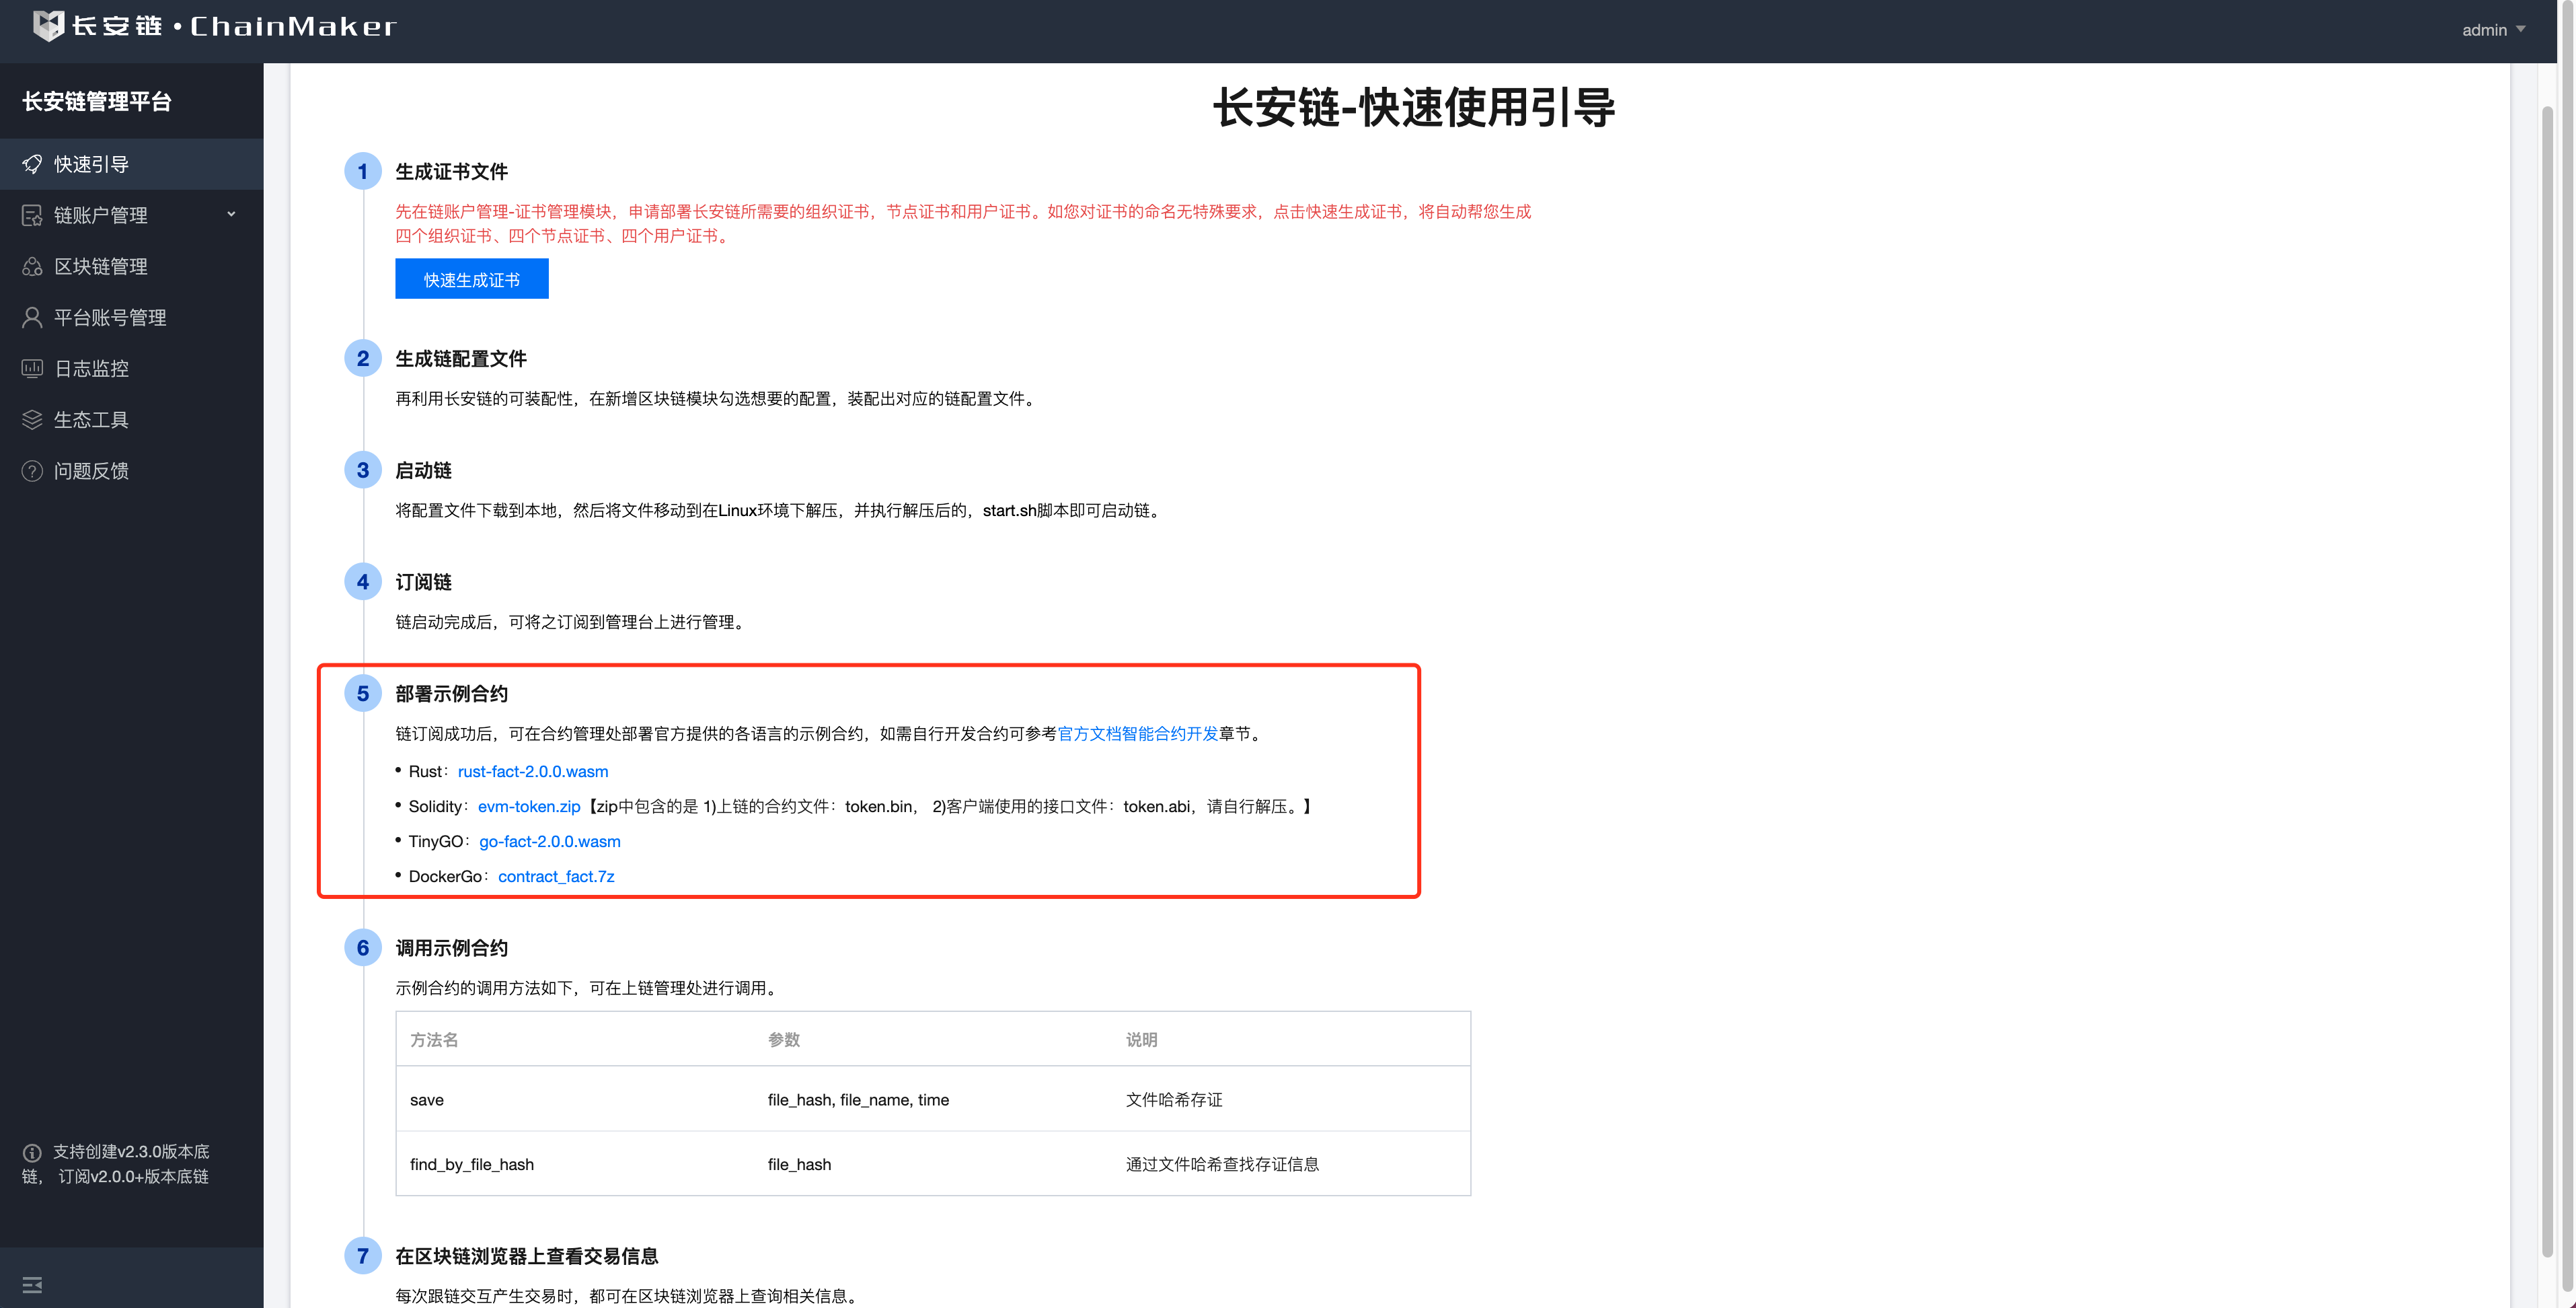 长安链·ChainMaker
admin
长安链管理平台
快速引导
链账户管理
区块链管理
平台账号管理
日志监控
生态工具
问题反馈
支持创建v2.3.0版本底
链， 订阅v2.0.0+版本底链
长安链-快速使用引导
1 生成证书文件
先在链账户管理-证书管理模块，申请部署长安链所需要的组织证书，节点证书和用户证书。如您对证书的命名无特殊要求，点击快速生成证书，将自动帮您生成
四个组织证书、四个节点证书、四个用户证书。
快速生成证书
2 生成链配置文件
再利用长安链的可装配性，在新增区块链模块勾选想要的配置，装配出对应的链配置文件。
3 启动链
将配置文件下载到本地，然后将文件移动到在Linux环境下解压，并执行解压后的，start.sh脚本即可启动链。
4 订阅链
链启动完成后，可将之订阅到管理台上进行管理。
5 部署示例合约
链订阅成功后，可在合约管理处部署官方提供的各语言的示例合约，如需自行开发合约可参考官方文档智能合约开发章节。
• Rust：rust-fact-2.0.0.wasm
• Solidity：evm-token.zip【zip中包含的是 1)上链的合约文件：token.bin， 2)客户端使用的接口文件：token.abi，请自行解压。】
• TinyGO：go-fact-2.0.0.wasm
• DockerGo：contract_fact.7z
6 调用示例合约
示例合约的调用方法如下，可在上链管理处进行调用。
方法名 参数 说明
save file_hash, file_name, time 文件哈希存证
find_by_file_hash file_hash 通过文件哈希查找存证信息
7 在区块链浏览器上查看交易信息
每次跟链交互产生交易时，都可在区块链浏览器上查询相关信息。